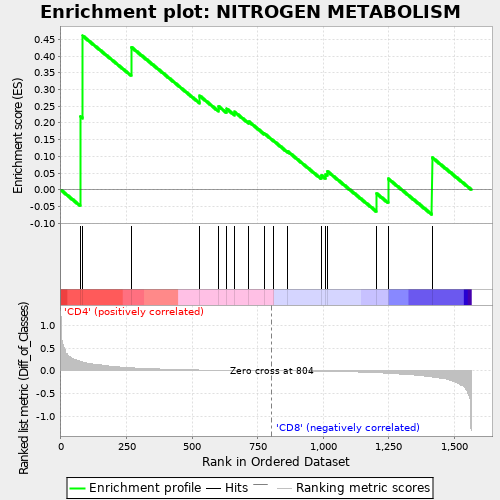 Enrichment plot: NITROGEN METABOLISM
Enrichment score (ES)
0.45
0.40
0.35
0.30
0.25
0.20
0.15
0.10
0.05
0.00
-0.05
-0.10
'CD4' (positively correlated)
Ranked list metric (Diff_of_Classes)
1.0
0.5
0.0
-0.5
-1.0
Zero cross at 804
'CD8' (negatively correlated)
0 250 500 750 1,000 1,250 1,500
Rank in Ordered Dataset
Enrichment profile Hits Ranking metric scores